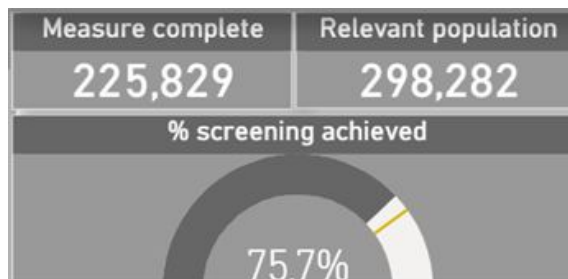 Measure complete Relevant population
225,829 298,282
% screening achieved
75.7%